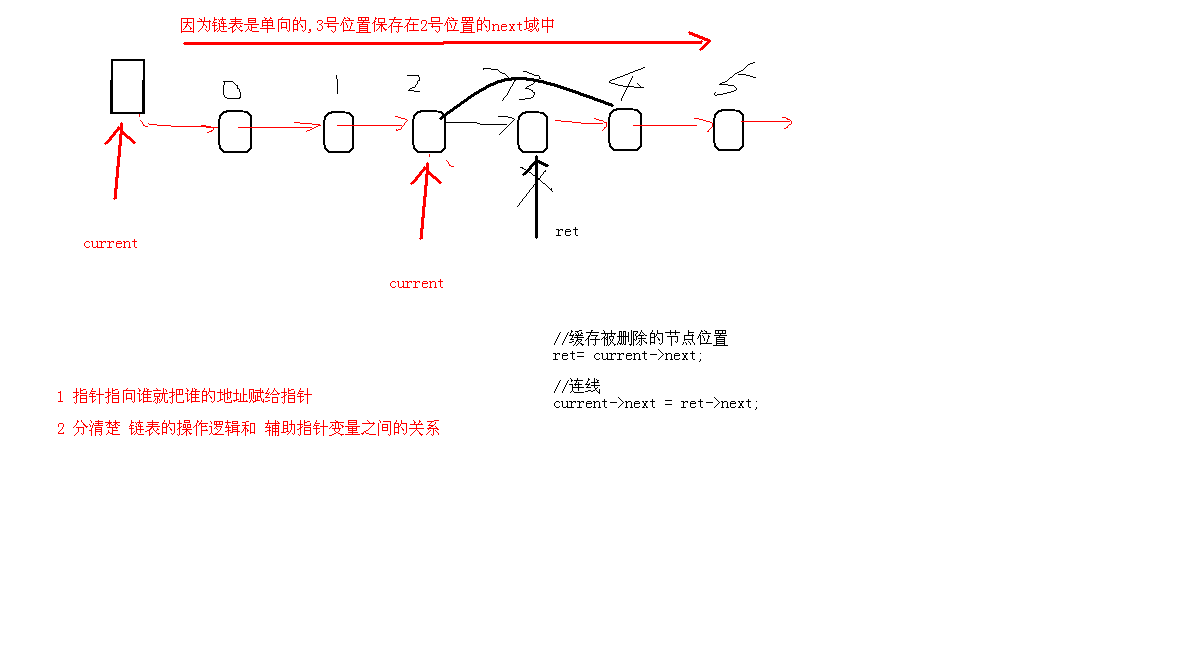 因为链表是单向的,3号位置保存在2号位置的next域中
0 1 2 3 4 5
ret
current
current
//缓存被删除的节点位置
ret= current->next;
//连线
current->next = ret->next;
1 指针指向谁就把谁的地址赋给指针
2 分清楚 链表的操作逻辑和 辅助指针变量之间的关系